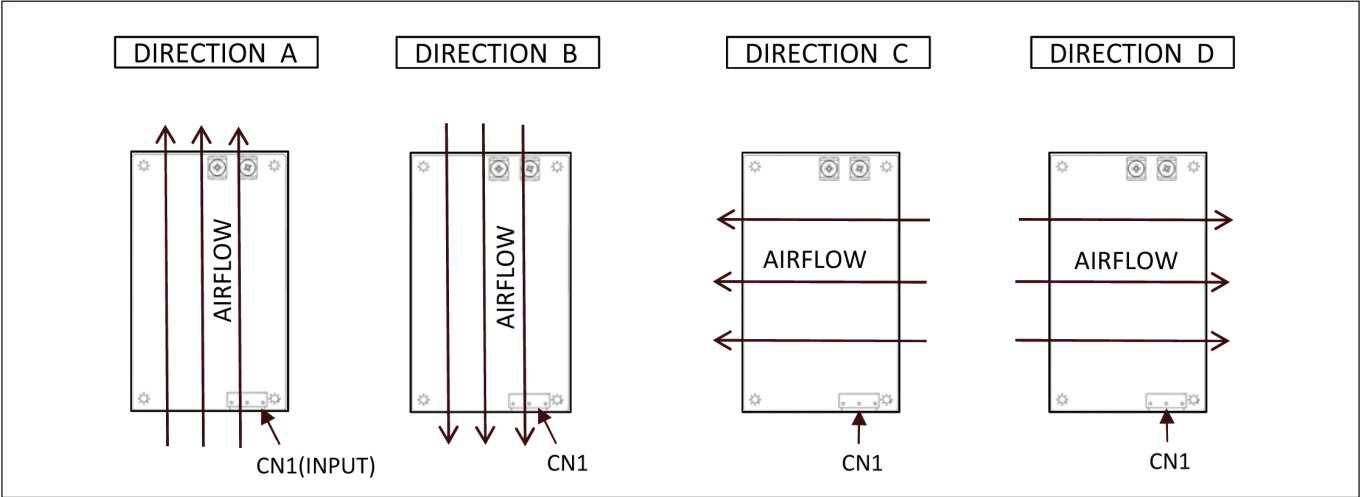 DIRECTION A
DIRECTION B
DIRECTION C
DIRECTION D
AIRFLOW
AIRFLOW
AIRFLOW
AIRFLOW
CN1(INPUT)
CN1
CN1
CN1